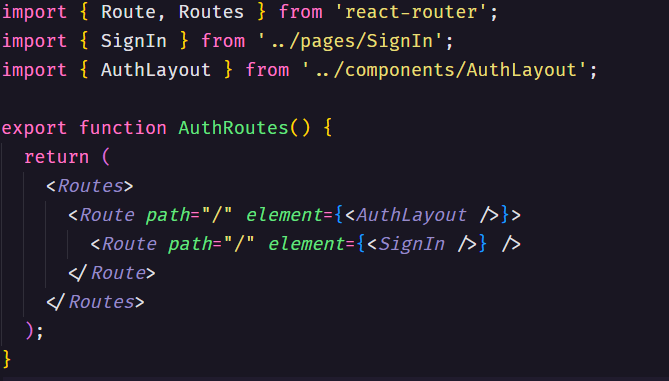 import { Route, Routes } from 'react-router';
import { SignIn } from '../pages/SignIn';
import { AuthLayout } from '../components/AuthLayout';

export function AuthRoutes() {
  return (
    <Routes>
      <Route path="/" element={<AuthLayout />}>
        <Route path="/" element={<SignIn />} />
      </Route>
    </Routes>
  );
}